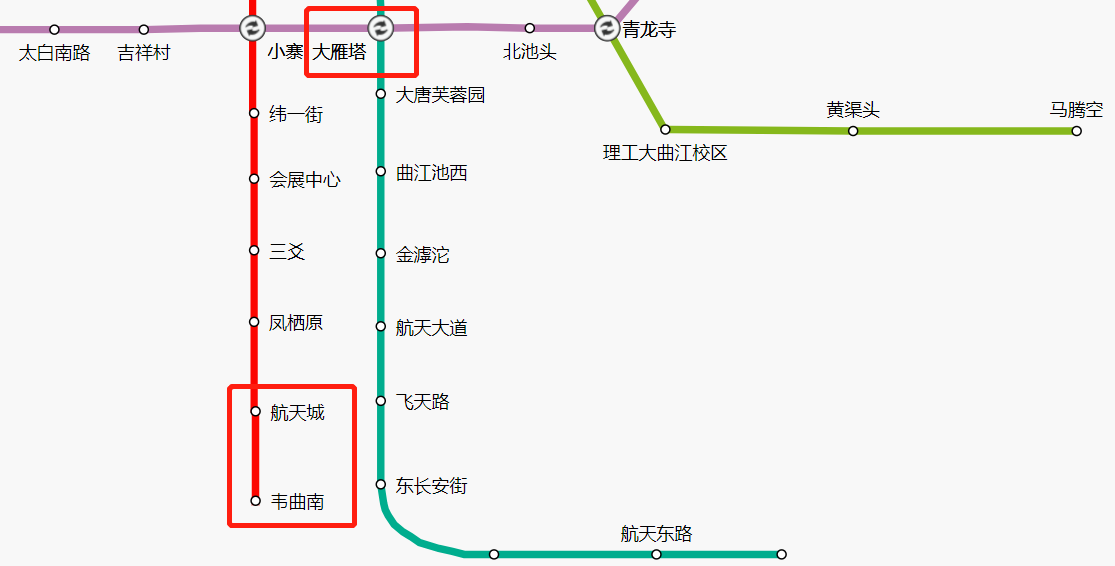 青龙寺
太白南路
吉祥村
小寨
大雁塔
北池头
大唐芙蓉园
纬一街
黄渠头
马腾空
理工大曲江校区
曲江池西
会展中心
三爻
金滹沱
凤栖原
航天大道
飞天路
航天城
东长安街
韦曲南
航天东路